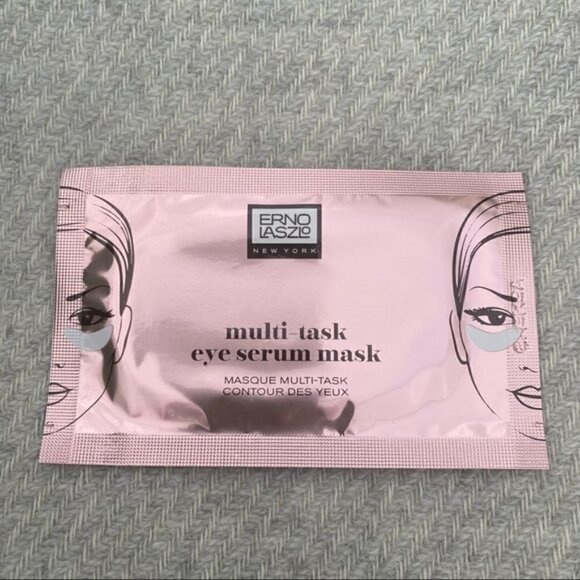 ERNO
LASZLO
NEW YORK
multi-task
eye serum mask
MASQUE MULTI-TASK
CONTOUR DES YEUX